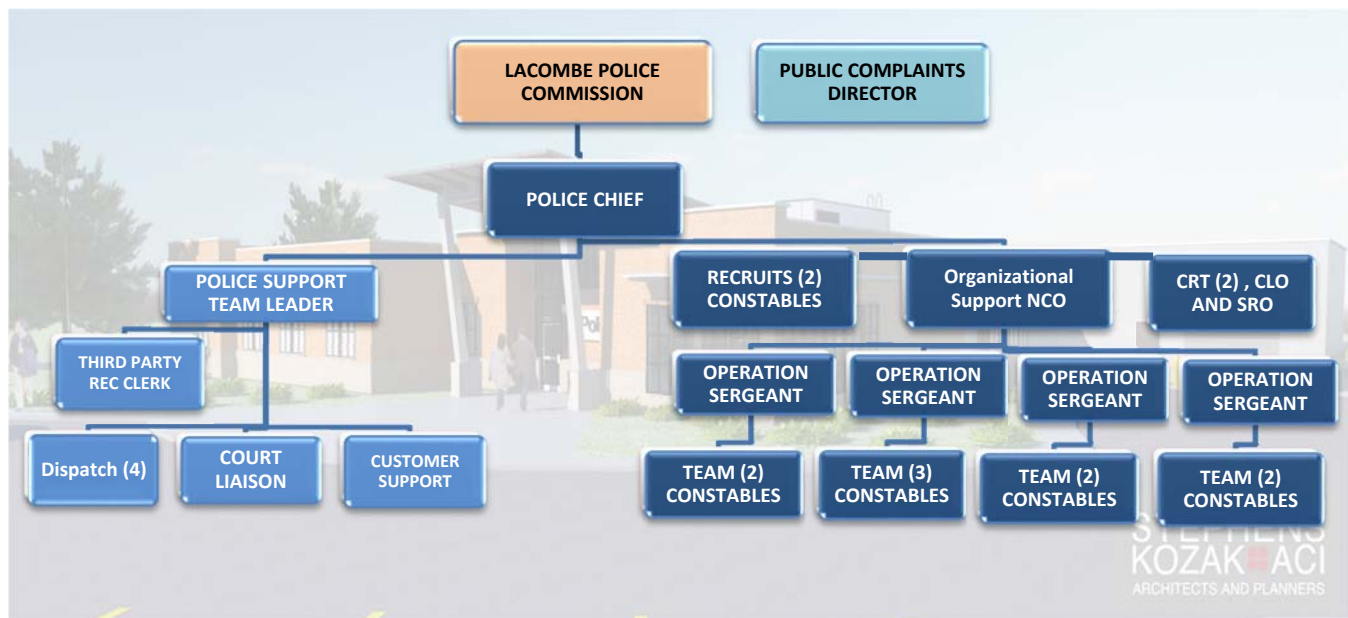 LACOMBE POLICE
COMMISSION
PUBLIC COMPLAINTS
DIRECTOR
POLICE CHIEF
POLICE SUPPORT
TEAM LEADER
RECRUITS (2)
CONSTABLES
Organizational
Support NCO
CRT (2) , CLO
AND SRO
THIRD PARTY
REC CLERK
OPERATION
SERGEANT
OPERATION
SERGEANT
OPERATION
SERGEANT
OPERATION
SERGEANT
Dispatch (4)
COURT
LIAISON
CUSTOMER
SUPPORT
TEAM (2)
CONSTABLES
TEAM (3)
CONSTABLES
TEAM (2)
CONSTABLES
TEAM (2)
CONSTABLES
Pol
STEPHENS
KOZAK ACI
ARCHITECTS AND PLANNERS